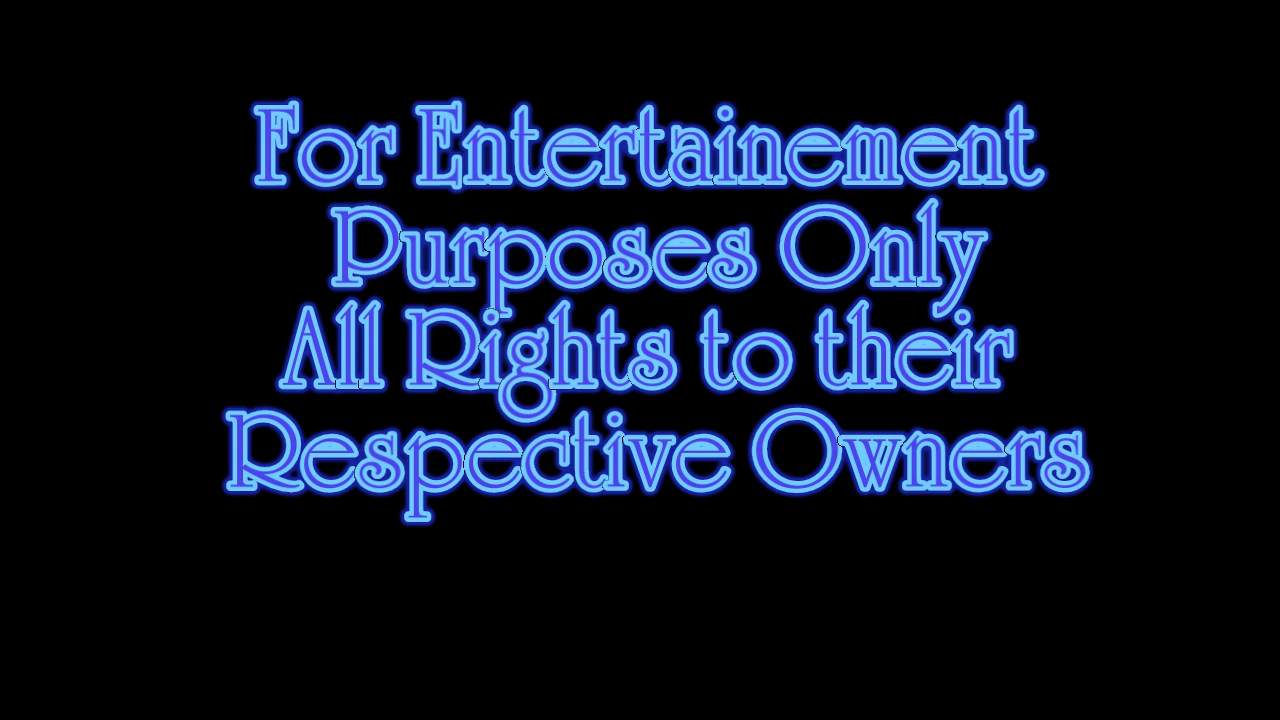 For Entertainement
Purposes Only
All Rights to their
Respective Owners